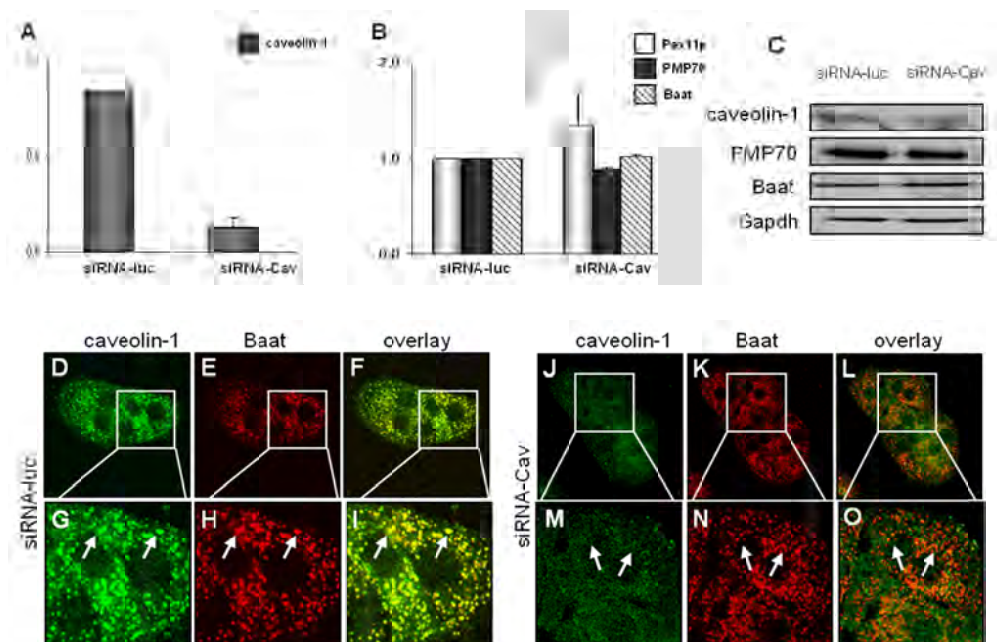 A
caveolin-1
siRNA-luc
siRNA-Cav
B
Pex11p
PMP70
Baat
2.0
1.0
0.0
siRNA-luc
siRNA-Cav
C
siRNA-luc
siRNA-Cav
caveolin-1
PMP70
Baat
Gapdh
caveolin-1
Baat
overlay
D
E
F
siRNA-luc
G
H
I
caveolin-1
Baat
overlay
J
K
L
siRNA-Cav
M
N
O